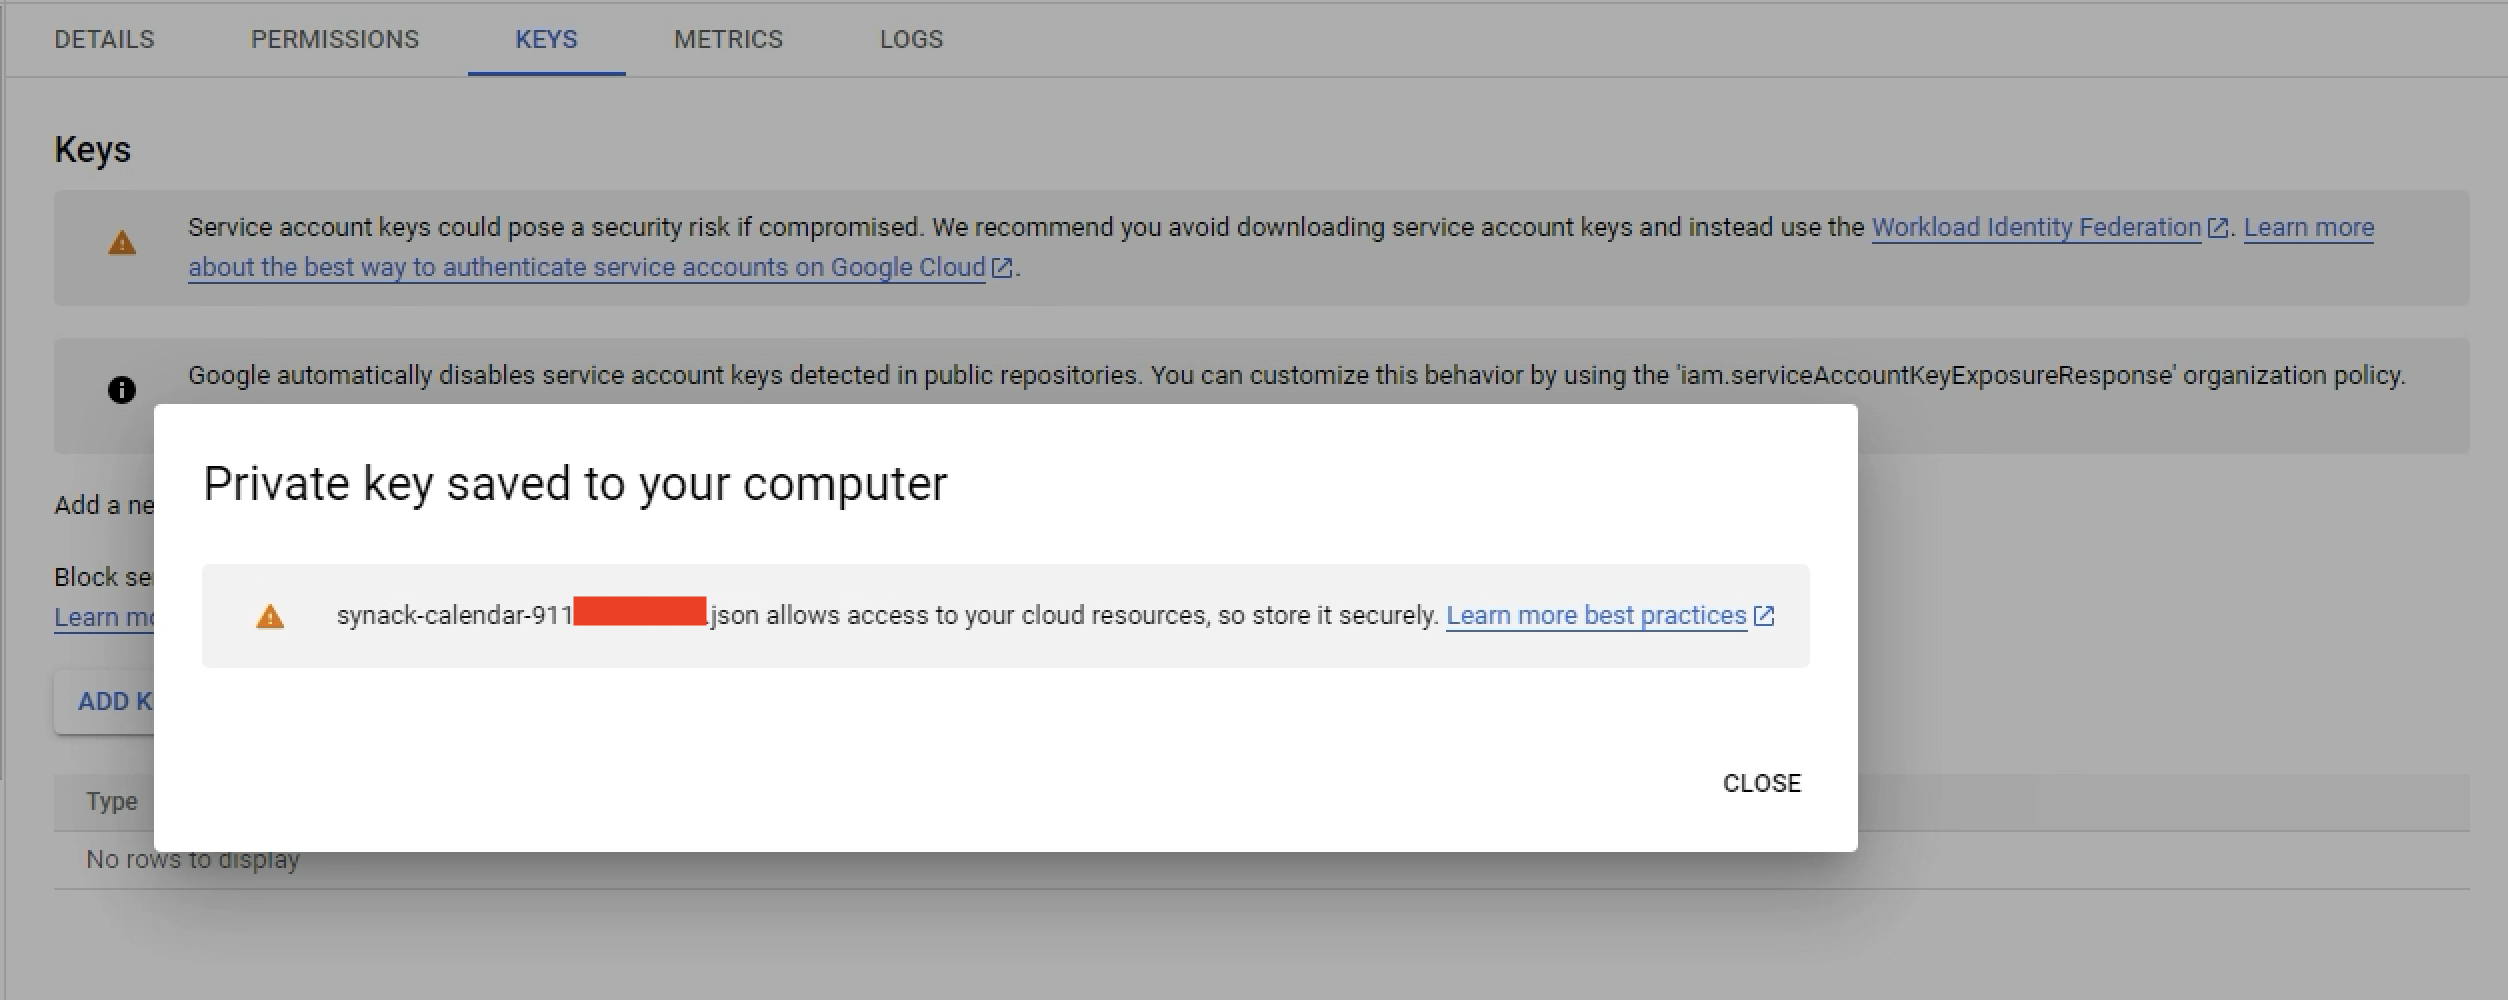 DETAILS PERMISSIONS KEYS METRICS LOGS
Keys
Service account keys could pose a security risk if compromised. We recommend you avoid downloading service account keys and instead use the Workload Identity Federation. Learn more
about the best way to authenticate service accounts on Google Cloud.
Google automatically disables service account keys detected in public repositories. You can customize this behavior by using the 'iam.serviceAccountKeyExposureResponse' organization policy.
Private key saved to your computer
Add a ne
Block se
synack-calendar-911 .json allows access to your cloud resources, so store it securely. Learn more best practices
Learn mo
ADD K
CLOSE
Type
No rows to display